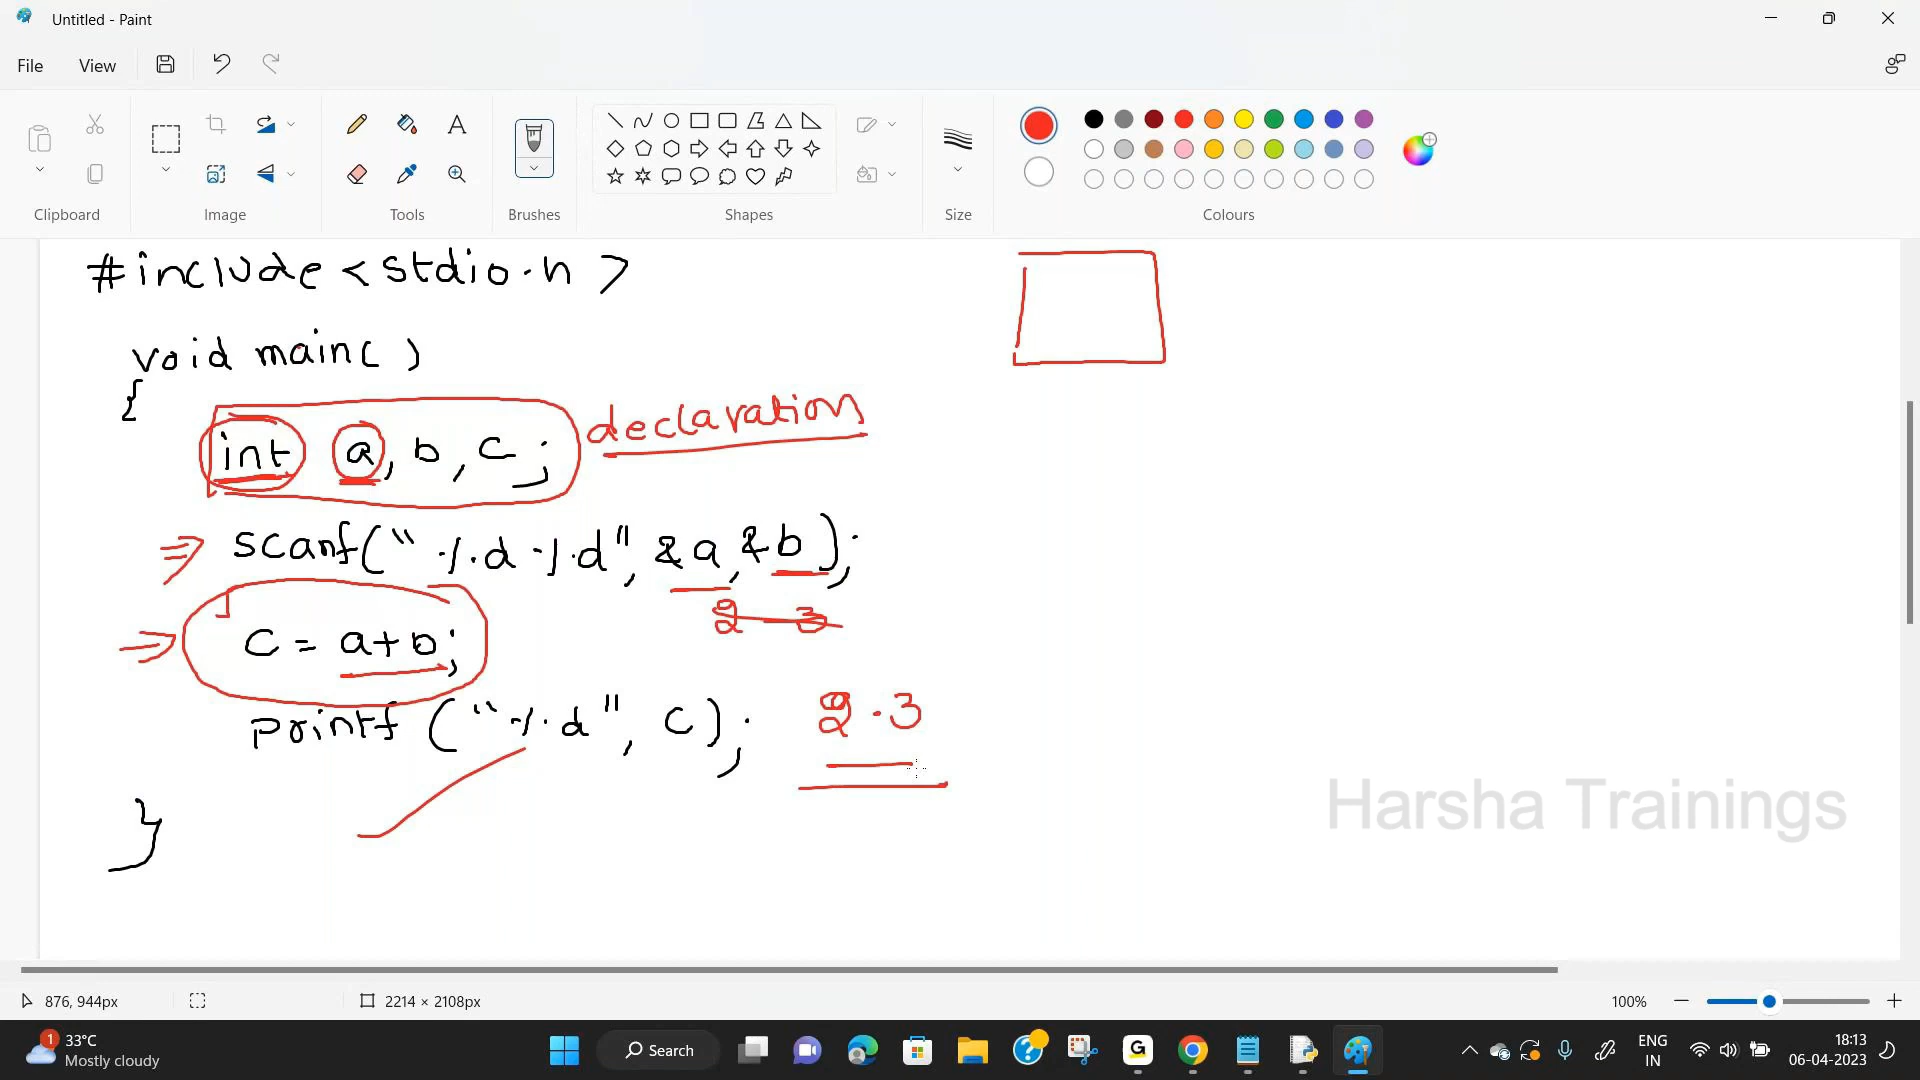 Untitled - Paint
File View
Clipboard Image Tools Brushes Shapes Size Colours
#include<stdio.h>
void main()
{
int a, b, c;
declaration
scanf("%d%d", &a, &b);
2 3
c = a+b;
printf("%d", c);
2.3
}
Harsha Trainings
876, 944px
2214 × 2108px
100%
1
33°C
Mostly cloudy
Search
ENG
IN
18:13
06-04-2023